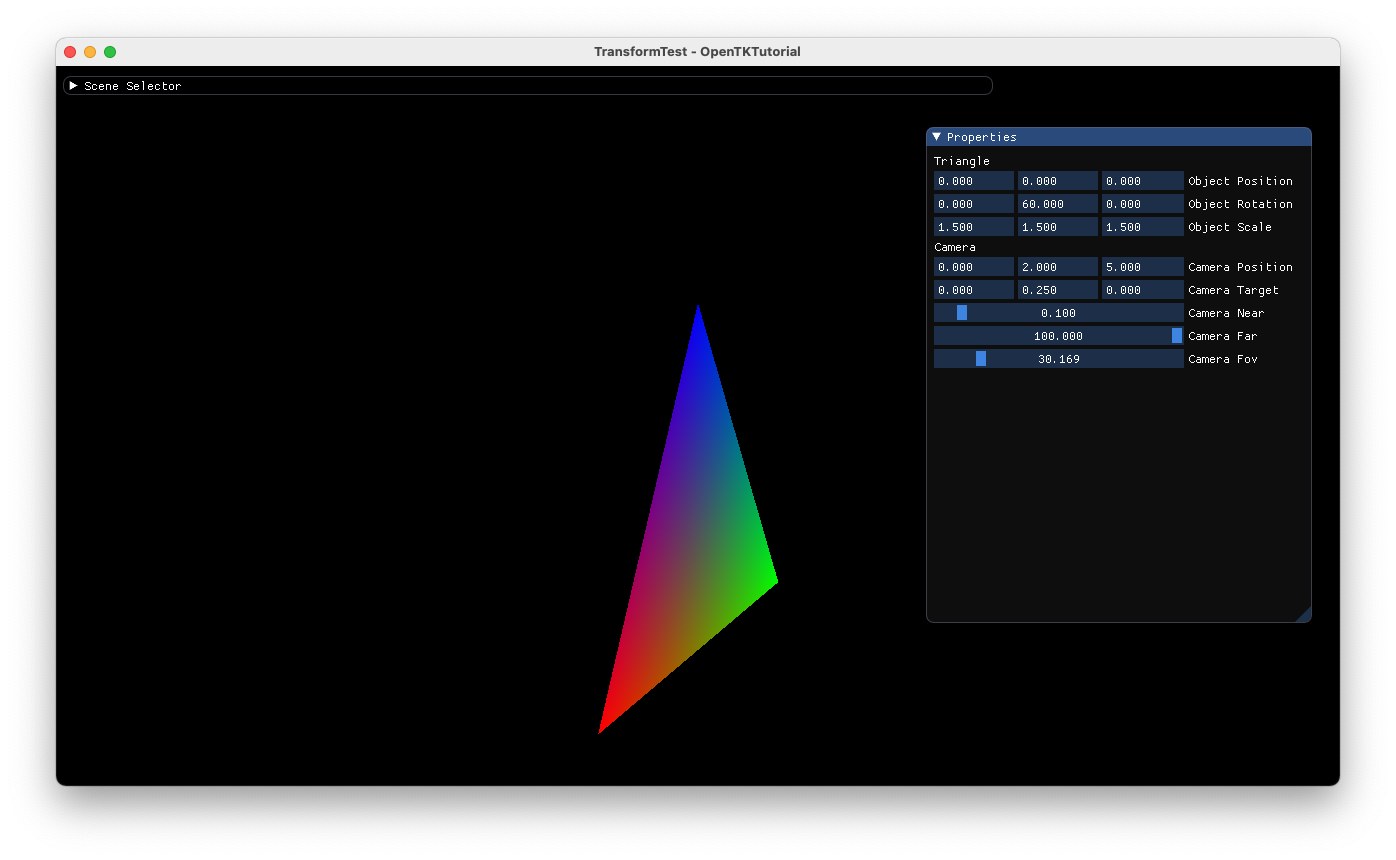 TransformTest - OpenTKTutorial
Scene Selector
Properties
Triangle
0.000 0.000 0.000 Object Position
0.000 60.000 0.000 Object Rotation
1.500 1.500 1.500 Object Scale
Camera
0.000 2.000 5.000 Camera Position
0.000 0.250 0.000 Camera Target
0.100 Camera Near
100.000 Camera Far
30.169 Camera Fov